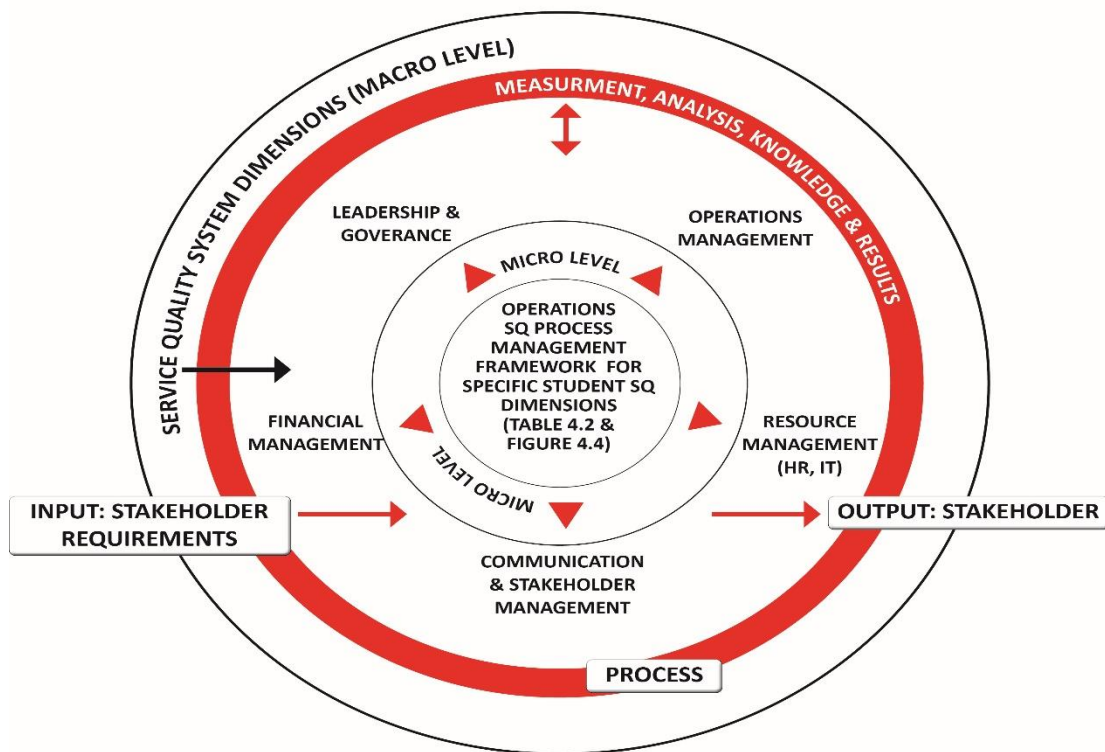 SERVICE QUALITY SYSTEM DIMENSIONS (MACRO LEVEL)
MEASURMENT, ANALYSIS, KNOWLEDGE & RESULTS
LEADERSHIP &
GOVERANCE
OPERATIONS
MANAGEMENT
MICRO LEVEL
OPERATIONS
SQ PROCESS
MANAGEMENT
FRAMEWORK FOR
SPECIFIC STUDENT SQ
DIMENSIONS
(TABLE 4.2 &
FIGURE 4.4)
FINANCIAL
MANAGEMENT
RESOURCE
MANAGEMENT
(HR, IT)
MICRO LEVEL
INPUT: STAKEHOLDER
REQUIREMENTS
OUTPUT: STAKEHOLDER
COMMUNICATION
& STAKEHOLDER
MANAGEMENT
PROCESS